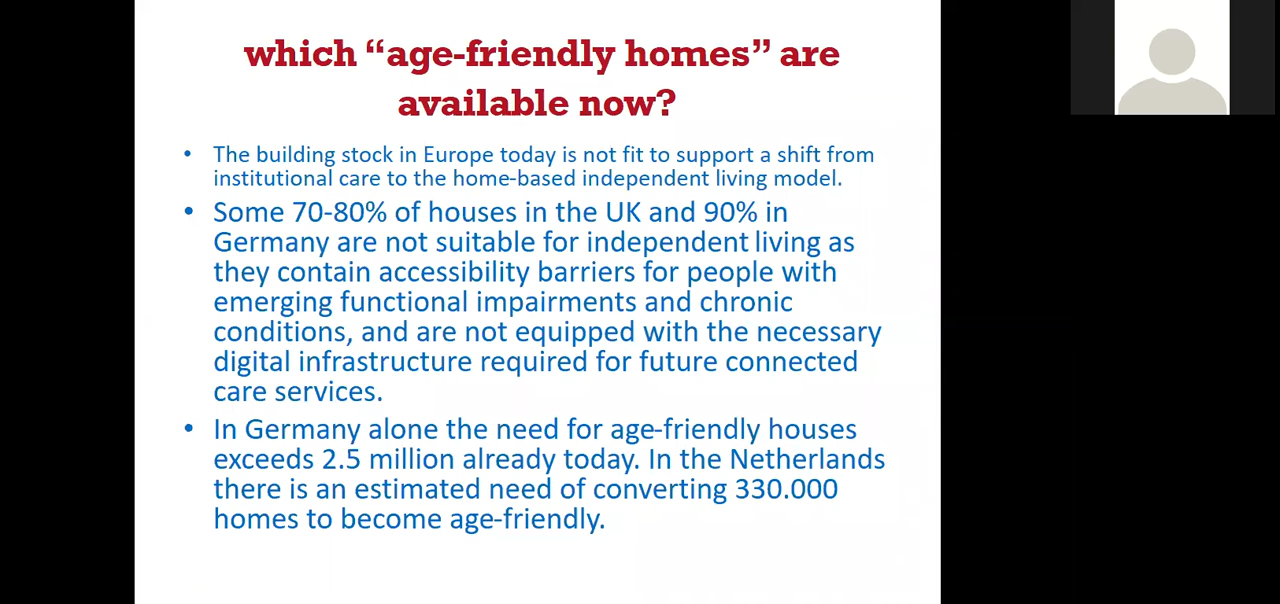 which “age-friendly homes” are
available now?
• The building stock in Europe today is not fit to support a shift from
institutional care to the home-based independent living model.
• Some 70-80% of houses in the UK and 90% in
Germany are not suitable for independent living as
they contain accessibility barriers for people with
emerging functional impairments and chronic
conditions, and are not equipped with the necessary
digital infrastructure required for future connected
care services.
• In Germany alone the need for age-friendly houses
exceeds 2.5 million already today. In the Netherlands
there is an estimated need of converting 330.000
homes to become age-friendly.